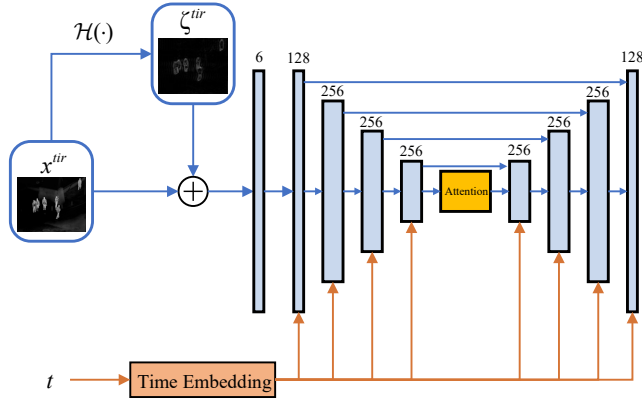 ℋ(·)
ζ^{tir}
x^{tir}
6
128
256
256
256
Attention
256
256
256
128
t
Time Embedding